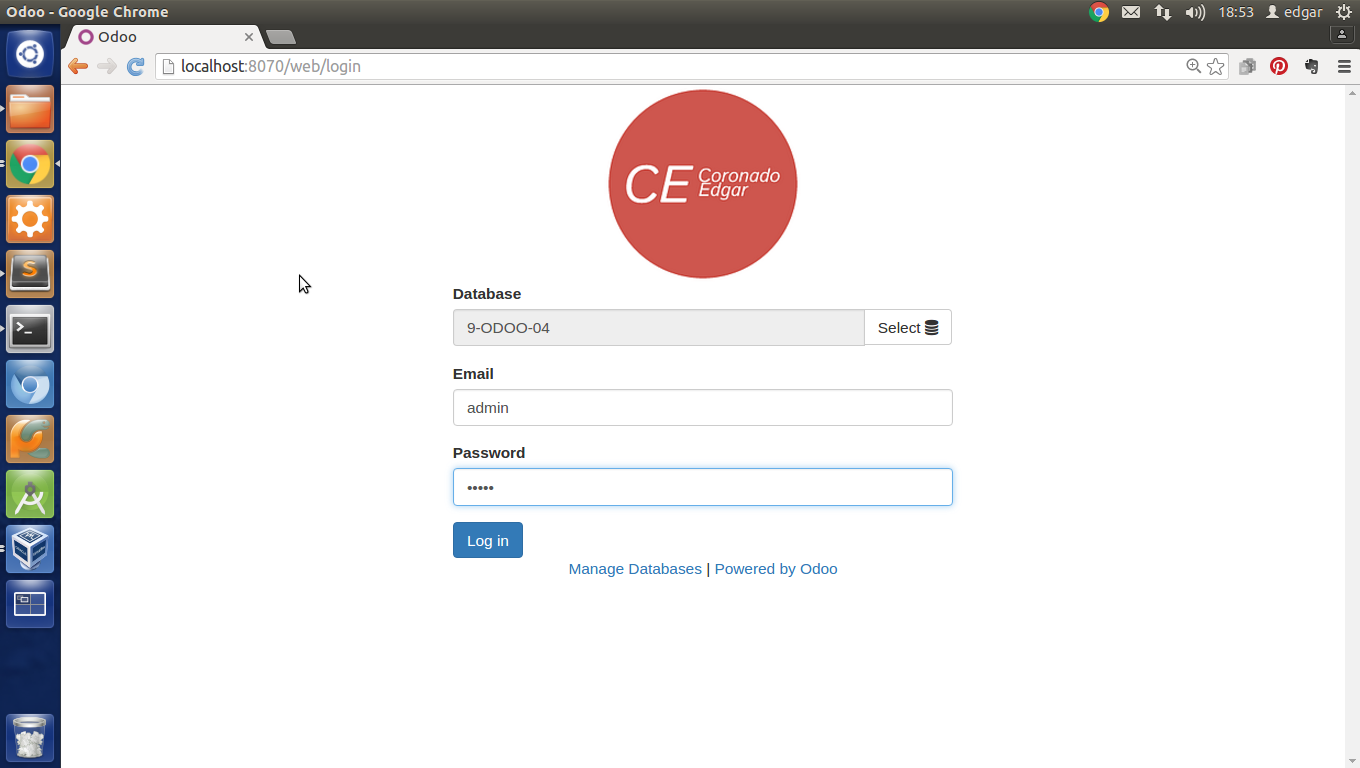 Odoo - Google Chrome
18:53
edgar
Odoo
localhost:8070/web/login
CE Coronado
Edgar
Database
9-ODOO-04
Select
Email
admin
Password
•••••
Log in
Manage Databases | Powered by Odoo